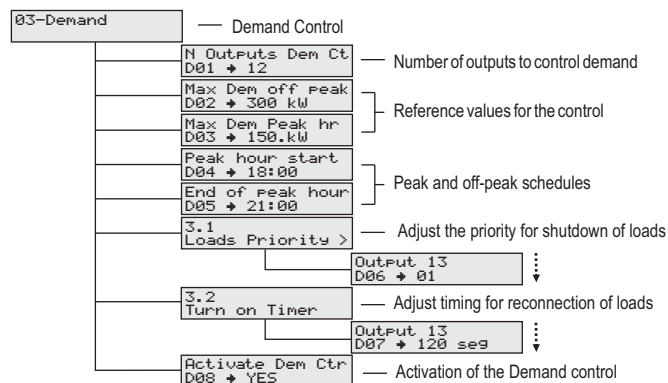 03-Demand
Demand Control
N Outputs Dem Ct
D01 → 12
Number of outputs to control demand
Max Dem off peak
D02 → 300 kW
Max Dem Peak hr
D03 → 150.kW
Reference values for the control
Peak hour start
D04 → 18:00
End of peak hour
D05 → 21:00
Peak and off-peak schedules
3.1
Loads Priority >
Adjust the priority for shutdown of loads
Output 13
D06 → 01
3.2
Turn on Timer
Adjust timing for reconnection of loads
Output 13
D07 → 120 seg
Activate Dem Ctr
D08 → YES
Activation of the Demand control